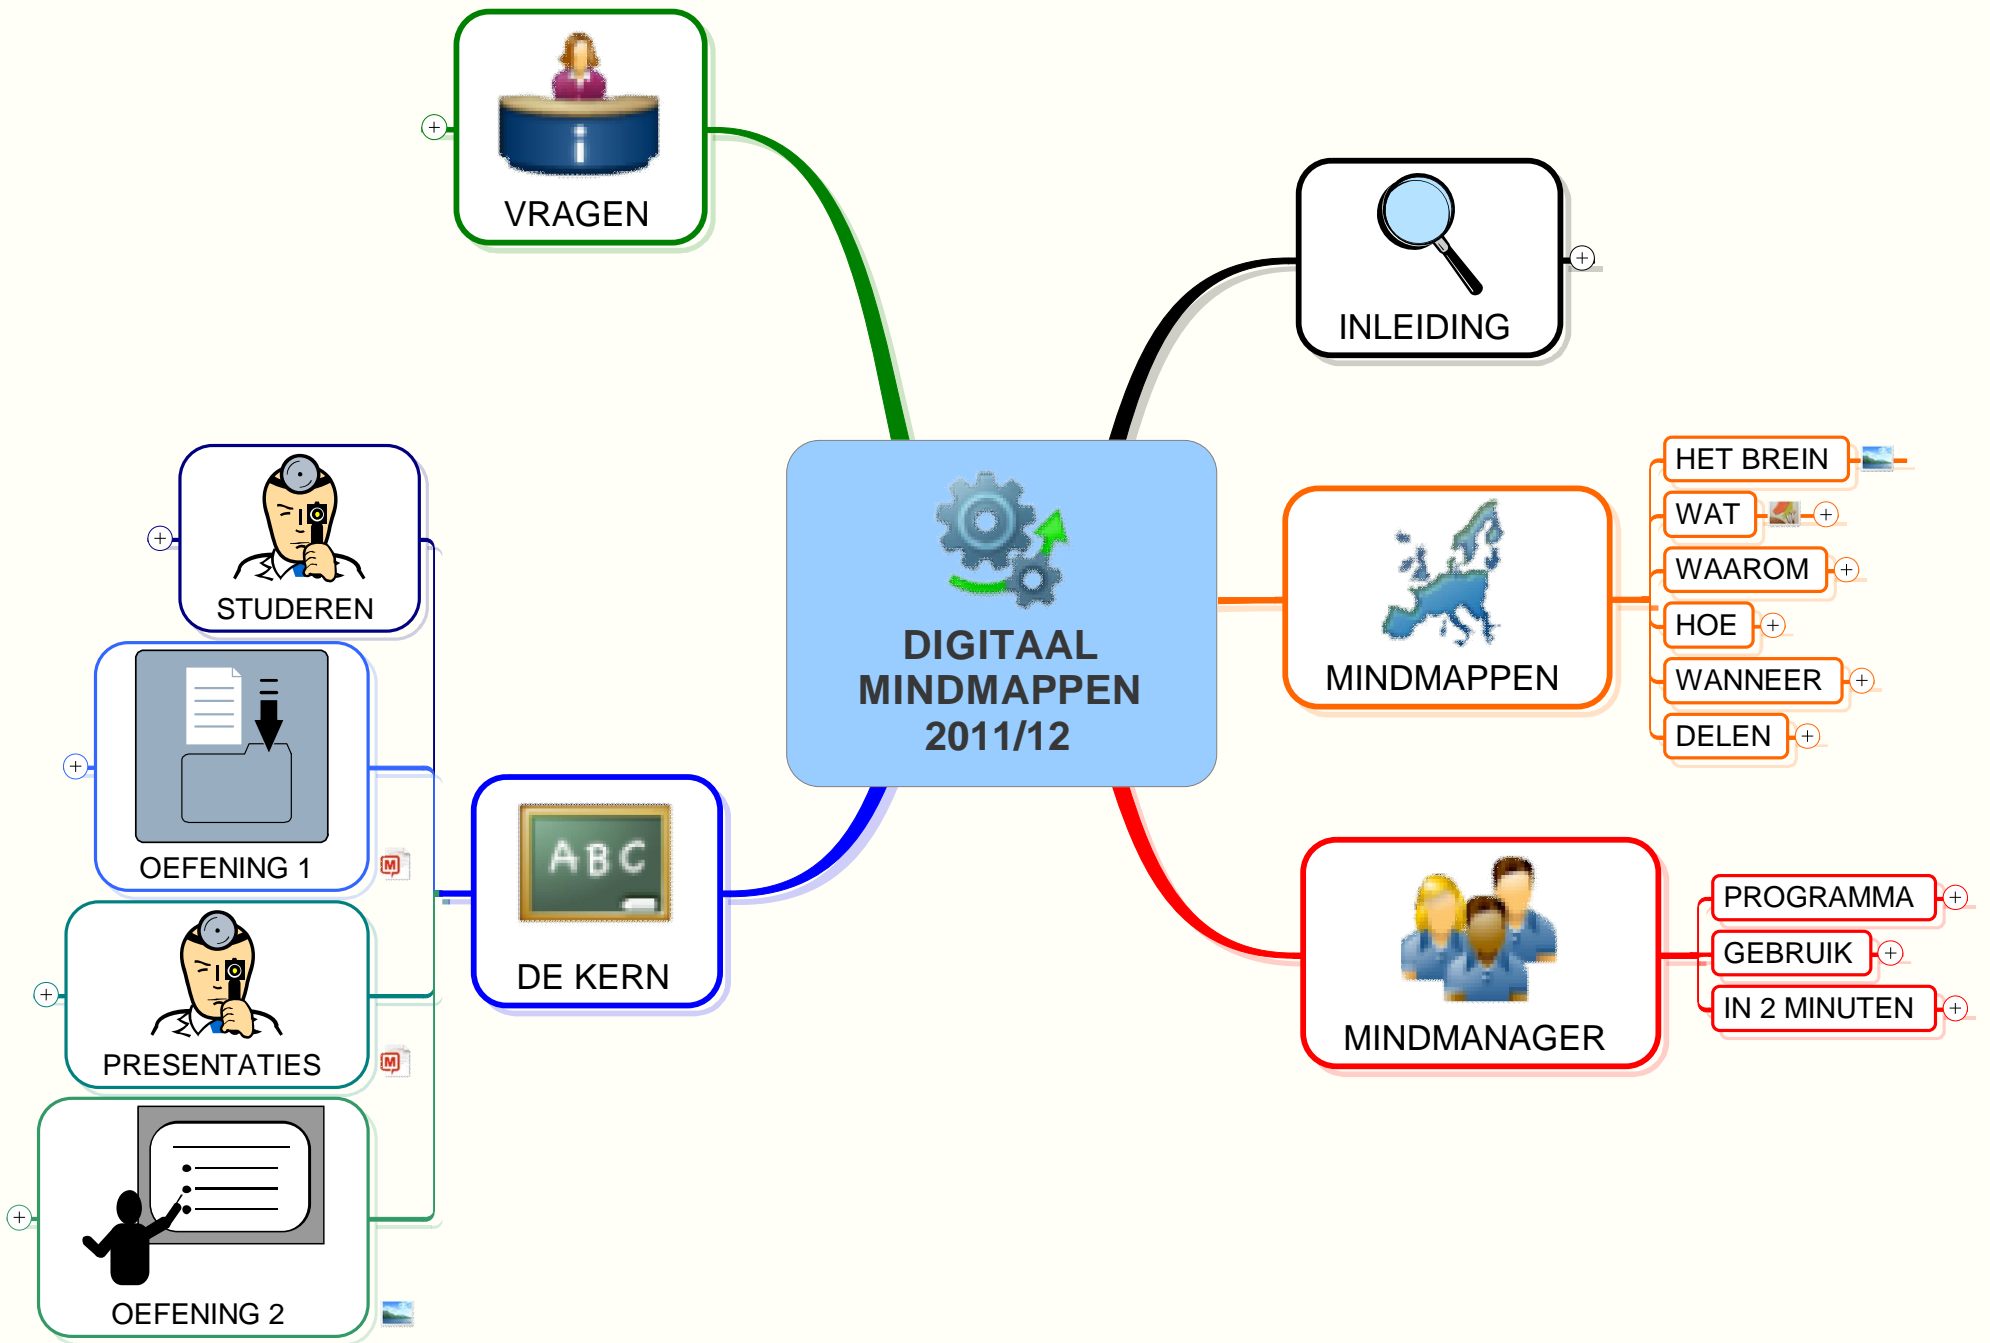 VRAGEN
INLEIDING
DIGITAAL
MINDMAPPEN
2011/12
MINDMAPPEN
HET BREIN
WAT
WAAROM
HOE
WANNEER
DELEN
MINDMANAGER
PROGRAMMA
GEBRUIK
IN 2 MINUTEN
DE KERN
ABC
STUDEREN
OEFENING 1
M
PRESENTATIES
M
OEFENING 2
i